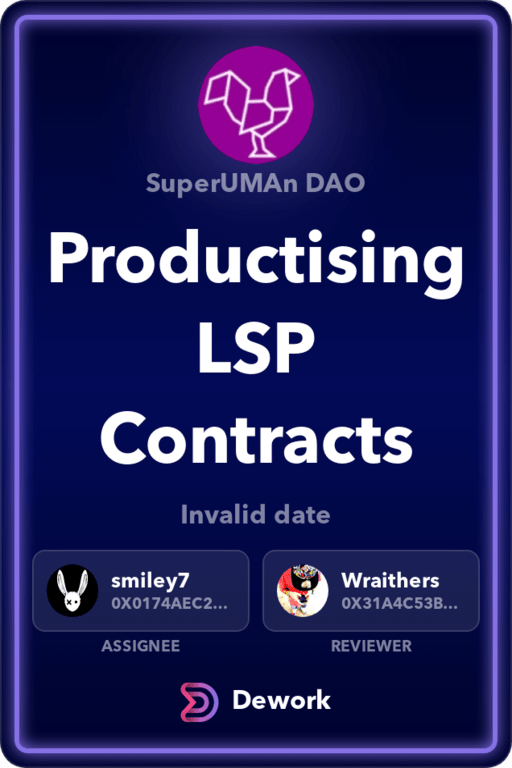 SuperUMAn DAO
Productising
LSP
Contracts
Invalid date
smiley7
0X0174AEC2...
ASSIGNEE
Wraithers
0X31A4C53B...
REVIEWER
Dework